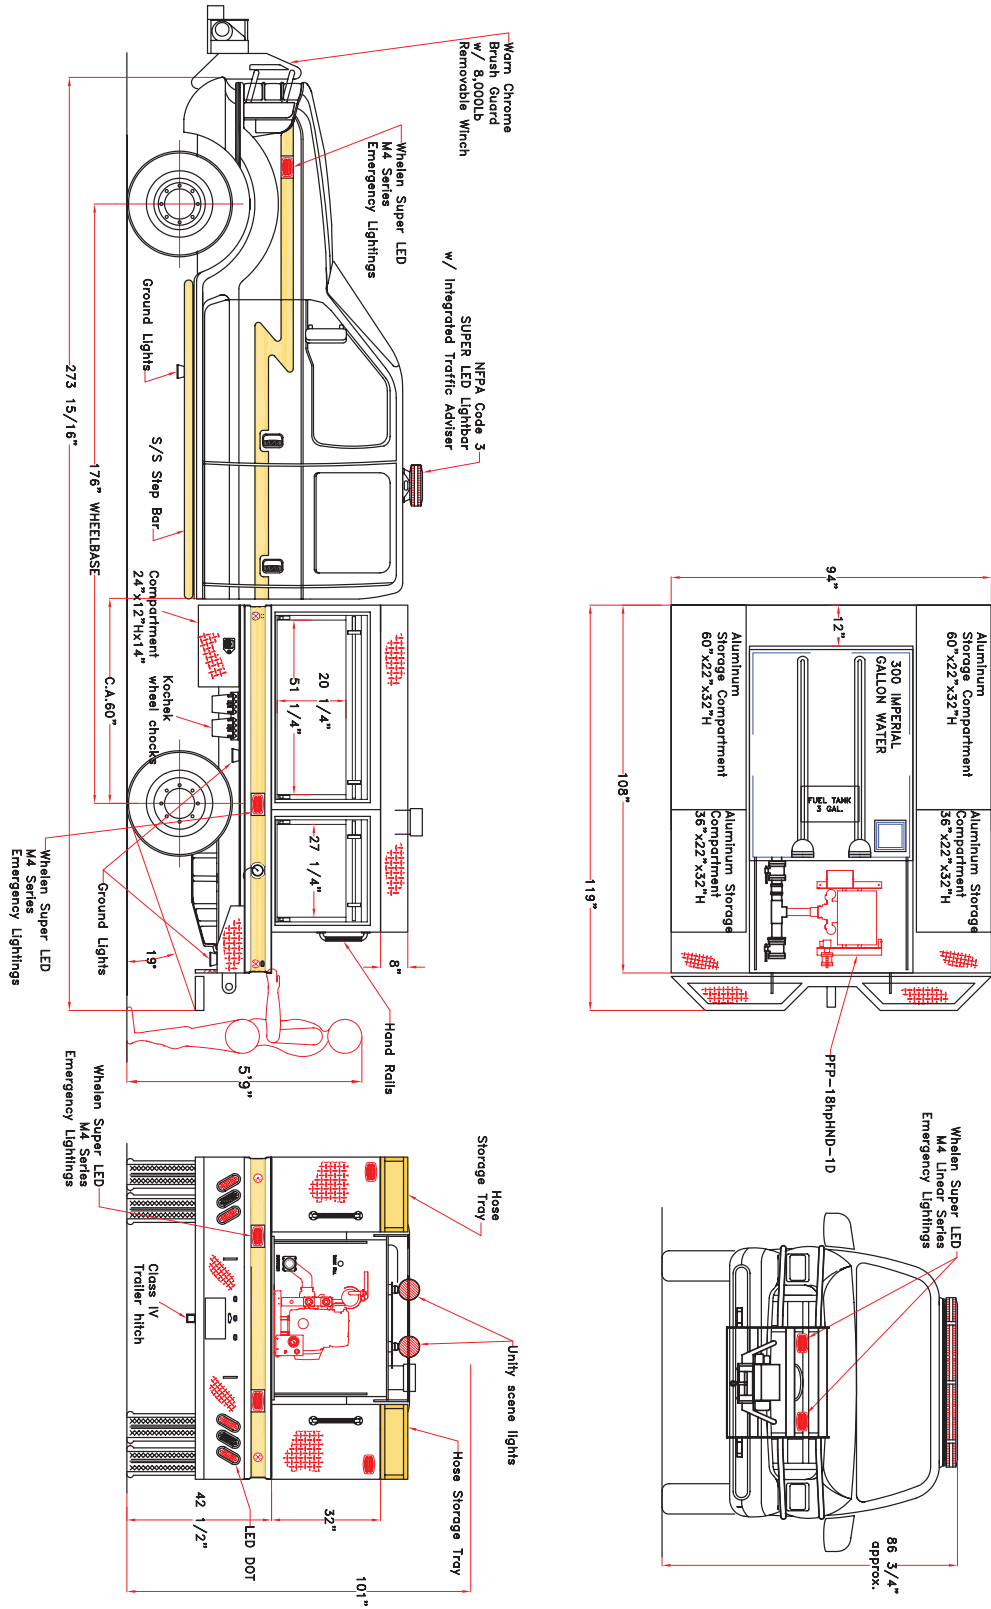 Warn Chrome
Brush Guard
w/ 8,000Lb
Removable Winch
Whelen Super LED
M4 Series
Emergency Lightings
NFPA Code 3
SUPER LED Lightbar
w/ Integrated Traffic Adviser
Ground Lights
S/S Step Bar
273 15/16"
176" WHEELBASE
Compartment
24"x12"Hx14"
C.A.60"
Kochek
wheel chocks
20 1/4"
51 1/4"
27 1/4"
8"
19°
Ground Lights
Whelen Super LED
M4 Series
Emergency Lightings
Hand Rails
5'9"
94"
12"
108"
119"
Aluminum
Storage Compartment
60"x22"x32"H
Aluminum
Storage Compartment
60"x22"x32"H
300 IMPERIAL
GALLON WATER
FUEL TANK
3 GAL.
Aluminum Storage
Compartment
36"x22"x32"H
Aluminum Storage
Compartment
36"x22"x32"H
PFP-18hpHND-1D
Whelen Super LED
M4 Series
Emergency Lightings
Hose
Storage Tray
Class IV
Trailer hitch
Unity scene lights
Hose Storage Tray
LED DOT
42 1/2"
32"
101"
Whelen Super LED
M4 Linear Series
Emergency Lightings
86 3/4"
approx.